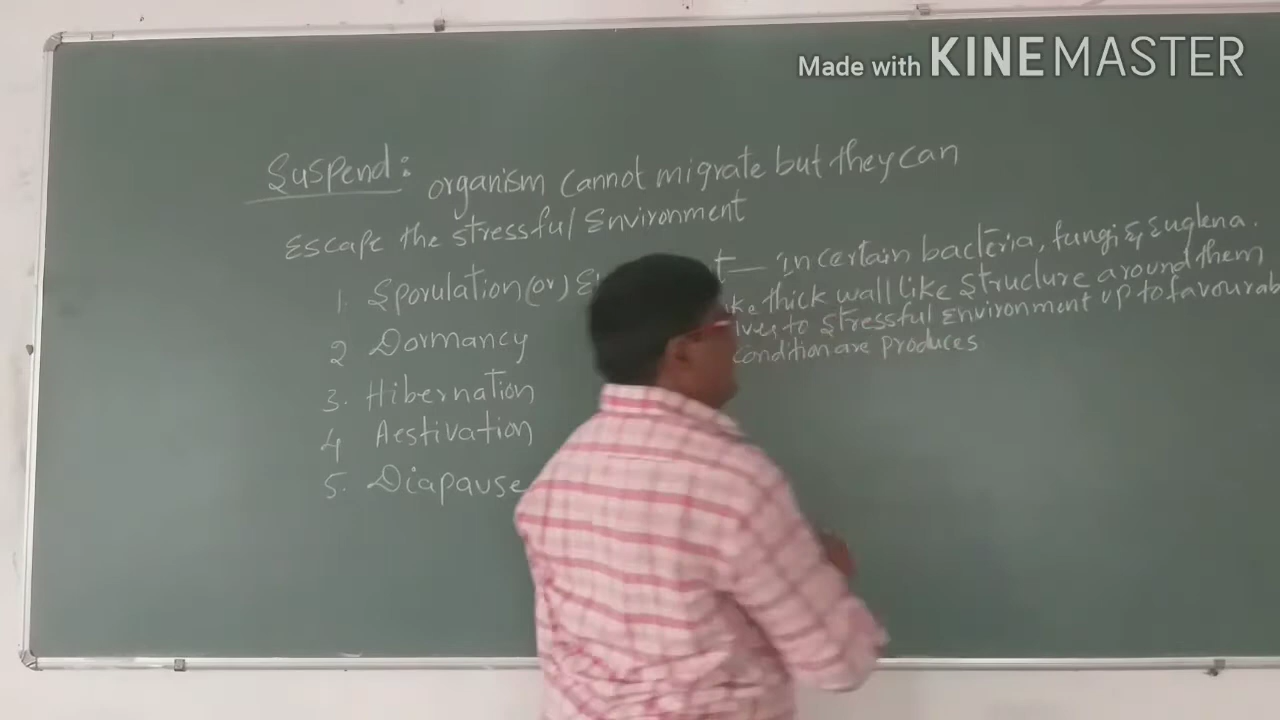 Made with KINEMASTER
Suspend: organism cannot migrate but they can
Escape the stressful Environment
1. Sporulation (or) — in certain bacteria, fungi & Euglena.
thick wall like structure around them
to stressful Environment up to favourab
condition are produces
2 Dormancy
3. Hibernation
4 Aestivation
5. Diapause